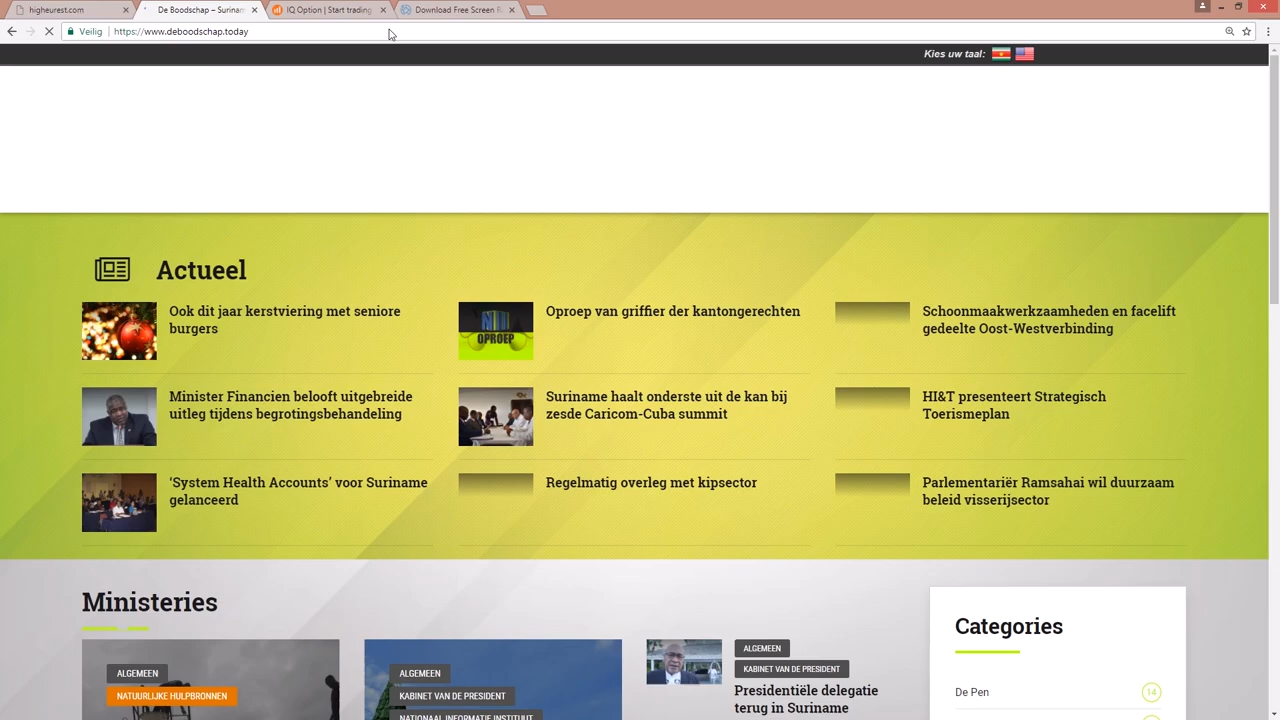 higheurest.com
De Boodschap – Surinam
IQ Option | Start trading
Download Free Screen R
Veilig
https://www.deboodschap.today
Kies uw taal:
Actueel
Ook dit jaar kerstviering met seniore
burgers
Oproep van griffier der kantongerechten
Schoonmaakwerkzaamheden en facelift
gedeelte Oost-Westverbinding
OPROEP
Minister Financien belooft uitgebreide
uitleg tijdens begrotingsbehandeling
Suriname haalt onderste uit de kan bij
zesde Caricom-Cuba summit
HI&T presenteert Strategisch
Toerismeplan
‘System Health Accounts’ voor Suriname
gelanceerd
Regelmatig overleg met kipsector
Parlementariër Ramsahai wil duurzaam
beleid visserijsector
Ministeries
ALGEMEEN
NATUURLIJKE HULPBRONNEN
ALGEMEEN
KABINET VAN DE PRESIDENT
NATIONAAL INFORMATIE INSTITUUT
ALGEMEEN
KABINET VAN DE PRESIDENT
Presidentiële delegatie
terug in Suriname
Categories
De Pen
14